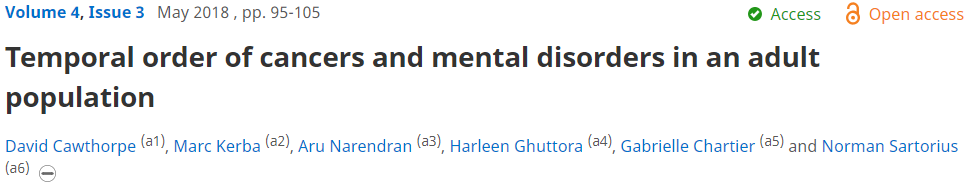 Volume 4, Issue 3 May 2018 , pp. 95-105 Access Open access
Temporal order of cancers and mental disorders in an adult
population
David Cawthorpe (a1), Marc Kerba (a2), Aru Narendran (a3), Harleen Ghuttora (a4), Gabrielle Chartier (a5) and Norman Sartorius
(a6)